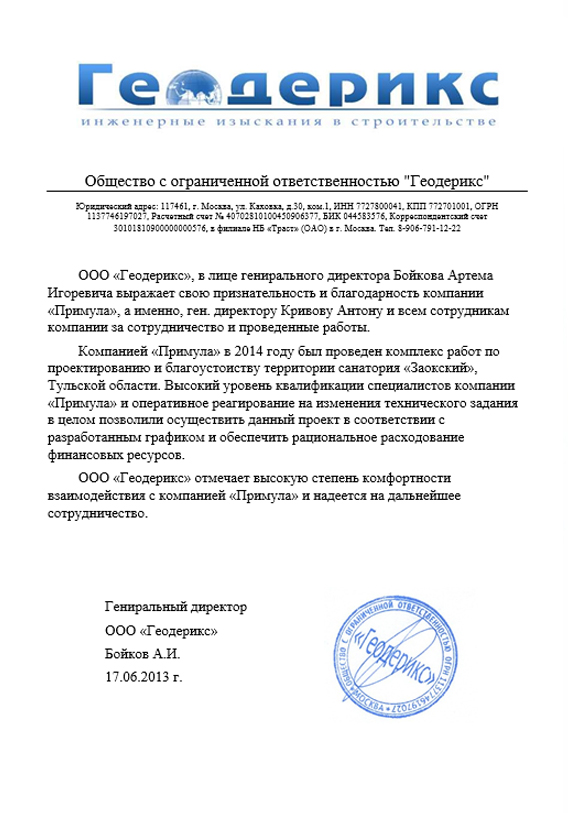 Геодерикс
инженерные изыскания в строительстве
Общество с ограниченной ответственностью "Геодерикс"
Юридический адрес: 117461, г. Москва, ул. Каховка, д.30, ком.1, ИНН 7727800041, КПП 772701001, ОГРН
1137746197027, Расчетный счет № 40702810100450906377, БИК 044583576, Корреспондентский счет
30101810900000000576, в филиале НБ «Траст» (ОАО) в г. Москва. Тел. 8-906-791-12-22
ООО «Геодерикс», в лице генирального директора Бойкова Артема
Игоревича выражает свою признательность и благодарность компании
«Примула», а именно, ген. директору Кривову Антону и всем сотрудникам
компании за сотрудничество и проведенные работы.
Компанией «Примула» в 2014 году был проведен комплекс работ по
проектированию и благоустоиству территории санатория «Заокский»,
Тульской области. Высокий уровень квалификации специалистов компании
«Примула» и оперативное реагирование на изменения технического задания
в целом позволили осуществить данный проект в соответствии с
разработанным графиком и обеспечить рациональное расходование
финансовых ресурсов.
ООО «Геодерикс» отмечает высокую степень комфортности
взаимодействия с компанией «Примула» и надеется на дальнейшее
сотрудничество.
Гениральный директор
ООО «Геодерикс»
Бойков А.И.
17.06.2013 г.
ОБЩЕСТВО С ОГРАНИЧЕННОЙ ОТВЕТСТВЕННОСТЬЮ ОГРН 1137746197027
«Геодерикс»
*МОСКВА*